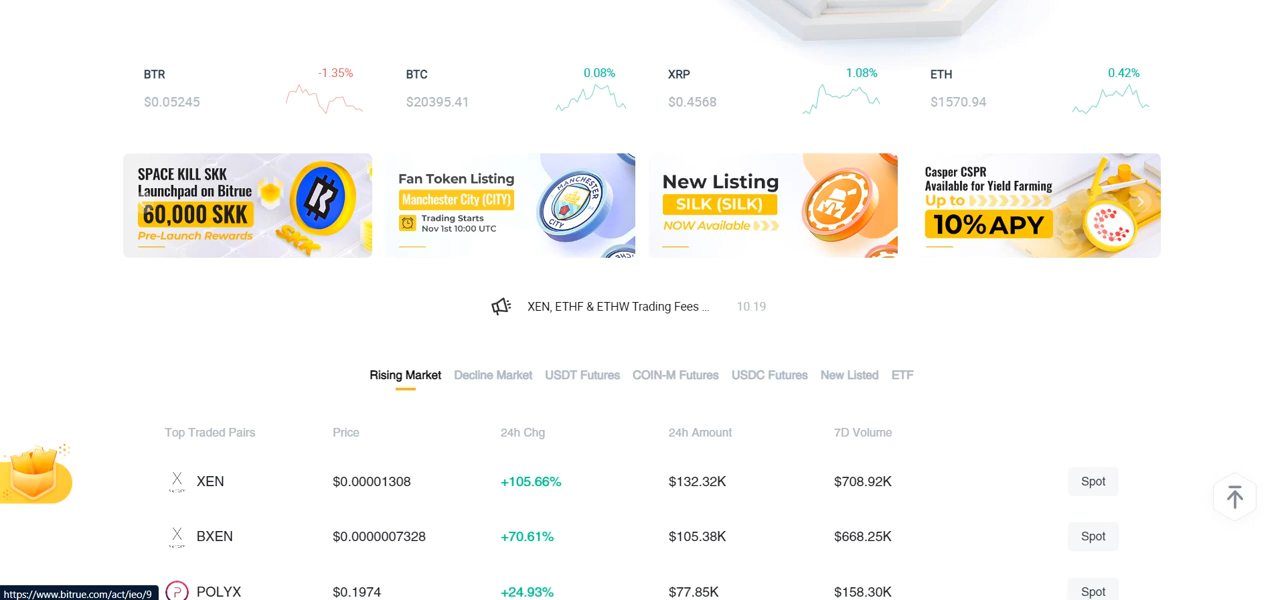 BTR
-1.35%
$0.05245
BTC
0.08%
$20395.41
XRP
1.08%
$0.4568
ETH
0.42%
$1570.94
SPACE KILL SKK
Launchpad on Bitrue
60,000 SKK
Pre-Launch Rewards
Fan Token Listing
Manchester City (CITY)
Trading Starts
Nov 1st 10:00 UTC
MANCHESTER
CITY
New Listing
SILK (SILK)
NOW Available
Casper CSPR
Available for Yield Farming
Up to
10% APY
XEN, ETHF & ETHW Trading Fees ...
10.19
Rising Market
Decline Market
USDT Futures
COIN-M Futures
USDC Futures
New Listed
ETF
Top Traded Pairs
Price
24h Chg
24h Amount
7D Volume
XEN
$0.00001308
+105.66%
$132.32K
$708.92K
Spot
BXEN
$0.0000007328
+70.61%
$105.38K
$668.25K
Spot
POLYX
$0.1974
+24.93%
$77.85K
$158.30K
Spot
https://www.bitrue.com/act/ieo/9